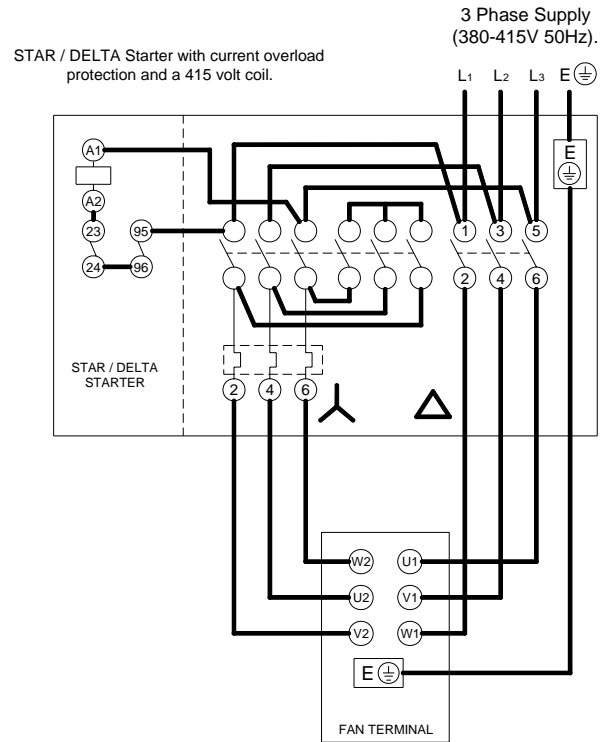 3 Phase Supply
(380-415V 50Hz).
STAR / DELTA Starter with current overload
protection and a 415 volt coil.
L1 L2 L3 E
A1
E
A2
23 95 1 3 5
24 96 2 4 6
STAR / DELTA
STARTER
2 4 6
W2 U1
U2 V1
V2 W1
E
FAN TERMINAL